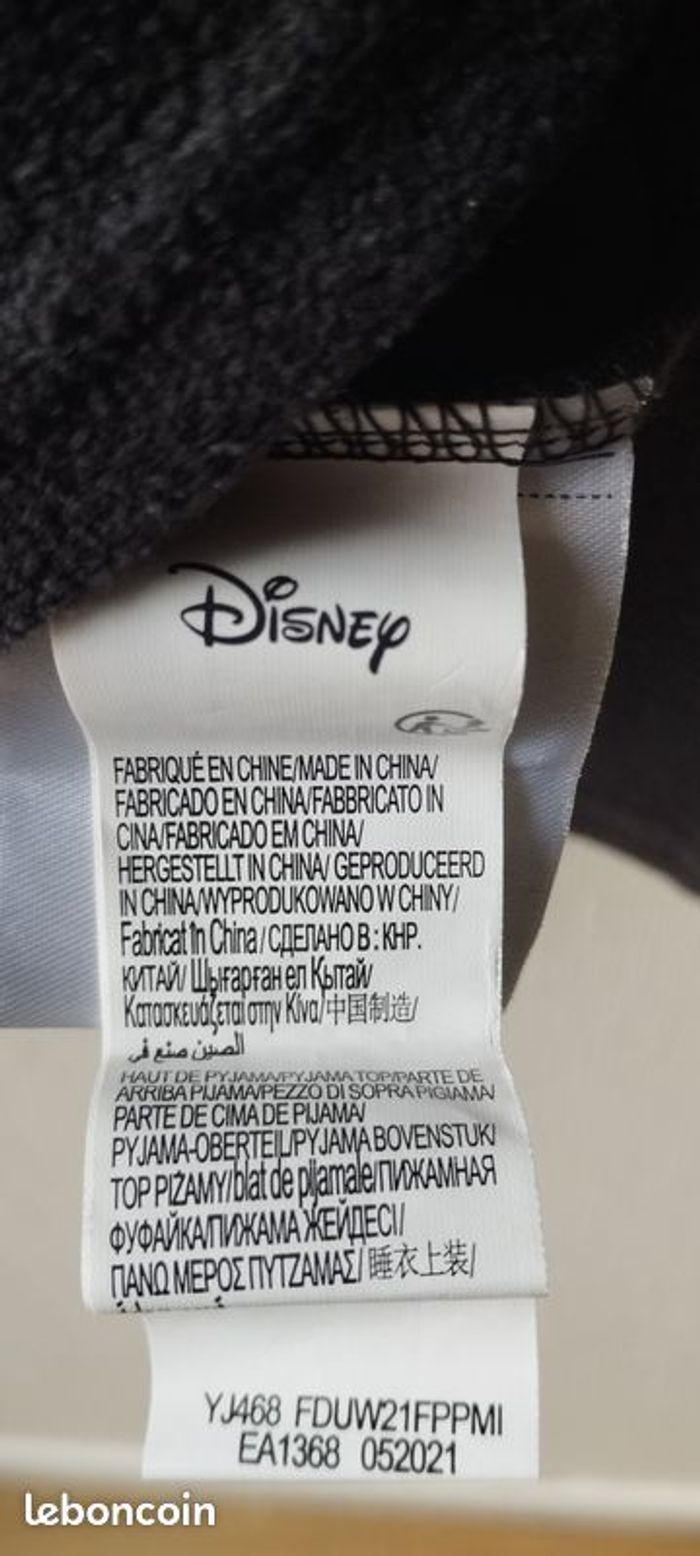 Disney
FABRIQUÉ EN CHINE/MADE IN CHINA/
FABRICADO EN CHINA/FABBRICATO IN
CINA/FABRICADO EM CHINA/
HERGESTELLT IN CHINA/ GEPRODUCEERD
IN CHINA/WYPRODUKOWANO W CHINY/
Fabricat în China/СДЕЛАНО В : КНР.
КИТАЙ/ Шығарған ел Қытай/
Κατασκευάζεται στην Κίνα/中国制造/
الصين صنع في
HAUT DE PYJAMA/PYJAMA TOP/PARTE DE
ARRIBA PIJAMA/PEZZO DI SOPRA PIGIAMA/
PARTE DE CIMA DE PIJAMA/
PYJAMA-OBERTEIL/PYJAMA BOVENSTUK/
TOP PIŻAMY/blat de pijamale/ПИЖАМНАЯ
ФУФАЙКА/ПИЖАМА ЖЕЙДЕСІ/
ΠΑΝΩ ΜΕΡΟΣ ΠΥΤΖΑΜΑΣ/ 睡衣上装/
YJ468 FDUW21FPPMI
EA1368 052021
leboncoin